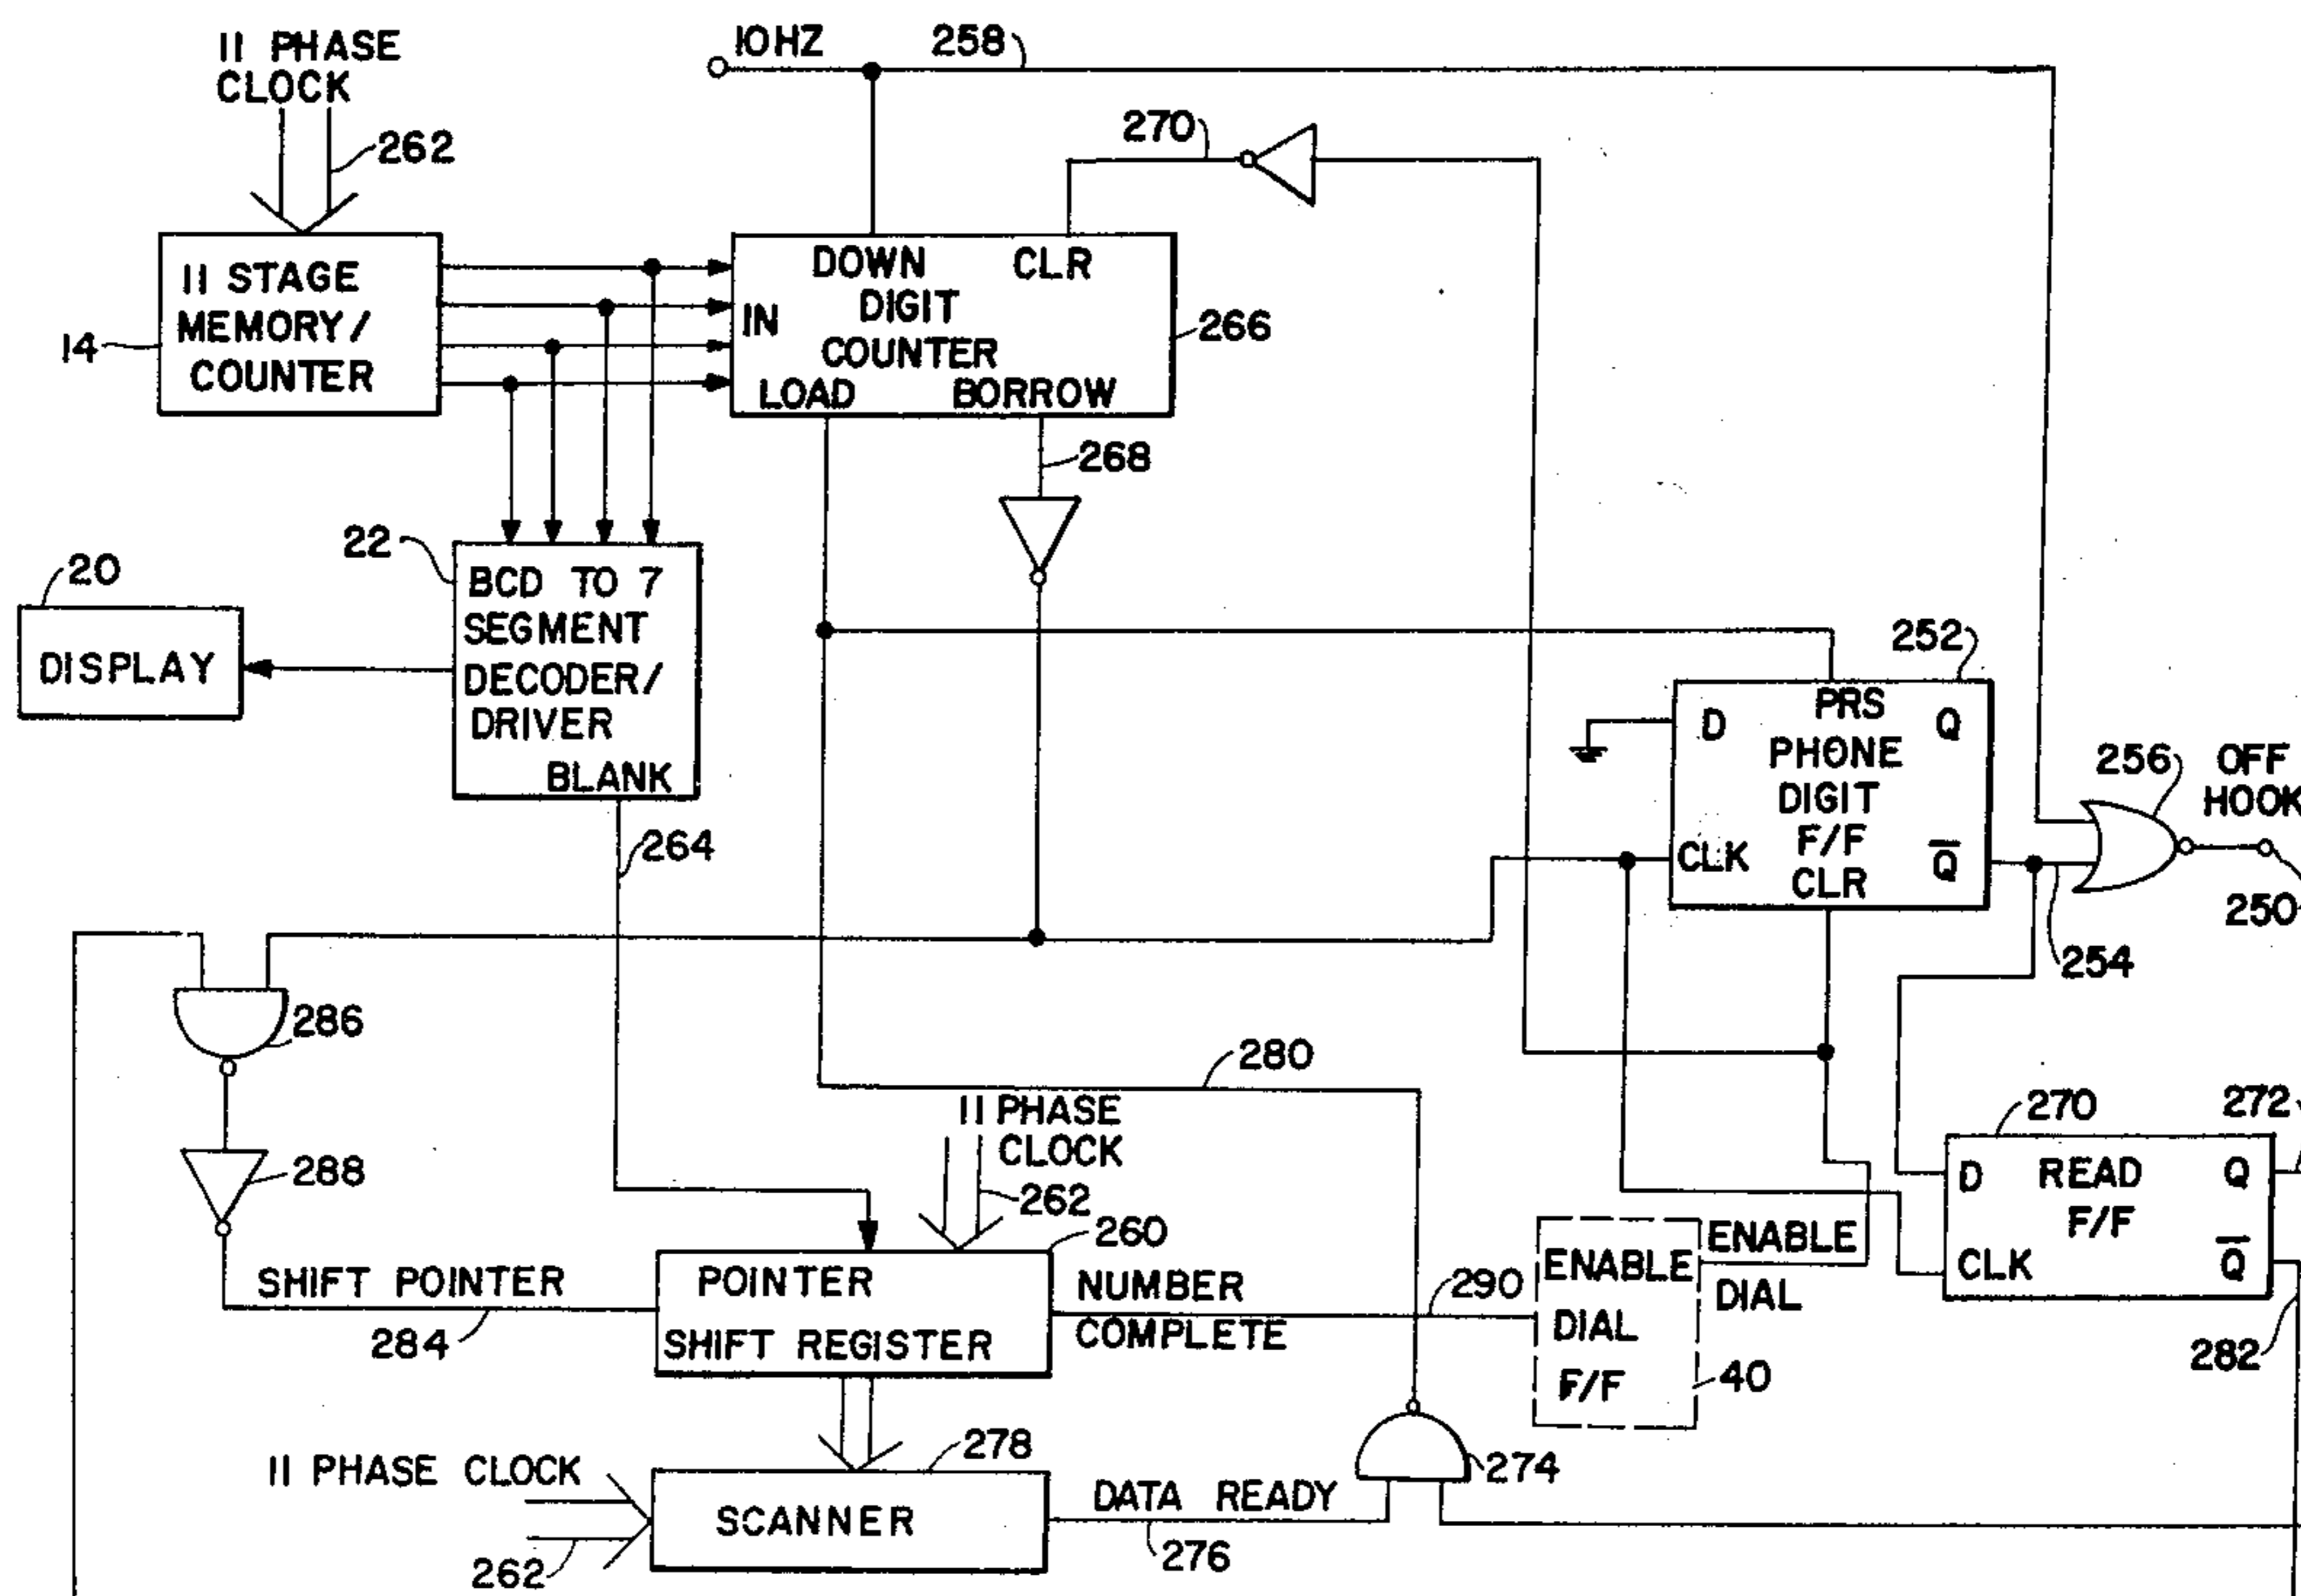 11 PHASE
CLOCK
262
10HZ
258
270
11 STAGE
MEMORY/
COUNTER
14
DOWN
CLR
DIGIT
IN
COUNTER
LOAD
BORROW
266
268
22
BCD TO 7
SEGMENT
DECODER/
DRIVER
BLANK
20
DISPLAY
264
252
PRS
D
Q
PHONE
DIGIT
F/F
CLK
CLR
Q̅
256
OFF
HOOK
250
254
286
280
288
11 PHASE
CLOCK
262
260
270
272
D
READ
Q
F/F
CLK
Q̅
282
SHIFT POINTER
284
POINTER
SHIFT REGISTER
NUMBER
COMPLETE
290
ENABLE
DIAL
F/F
40
ENABLE
DIAL
11 PHASE CLOCK
262
278
SCANNER
DATA READY
276
274